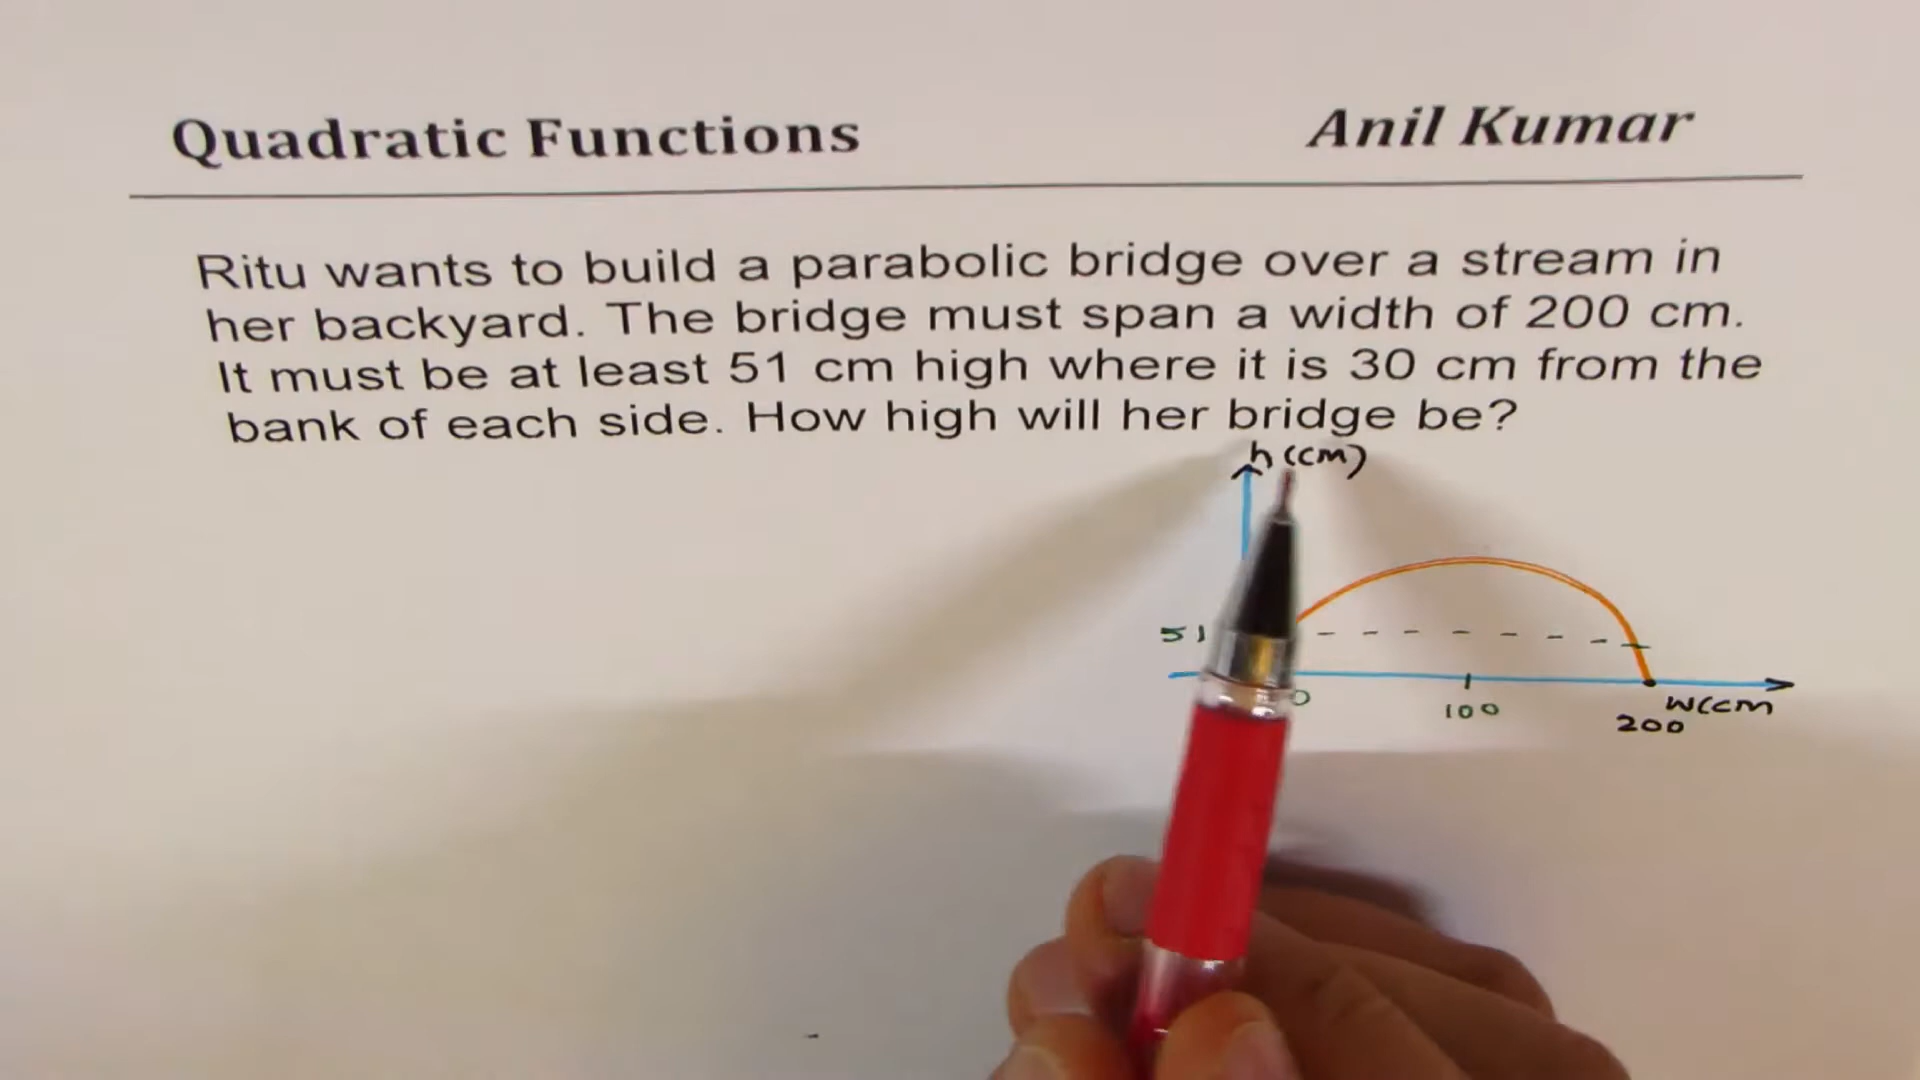 Quadratic Functions Anil Kumar
Ritu wants to build a parabolic bridge over a stream in
her backyard. The bridge must span a width of 200 cm.
It must be at least 51 cm high where it is 30 cm from the
bank of each side. How high will her bridge be?
h (cm)
51
0 100 200
w(cm